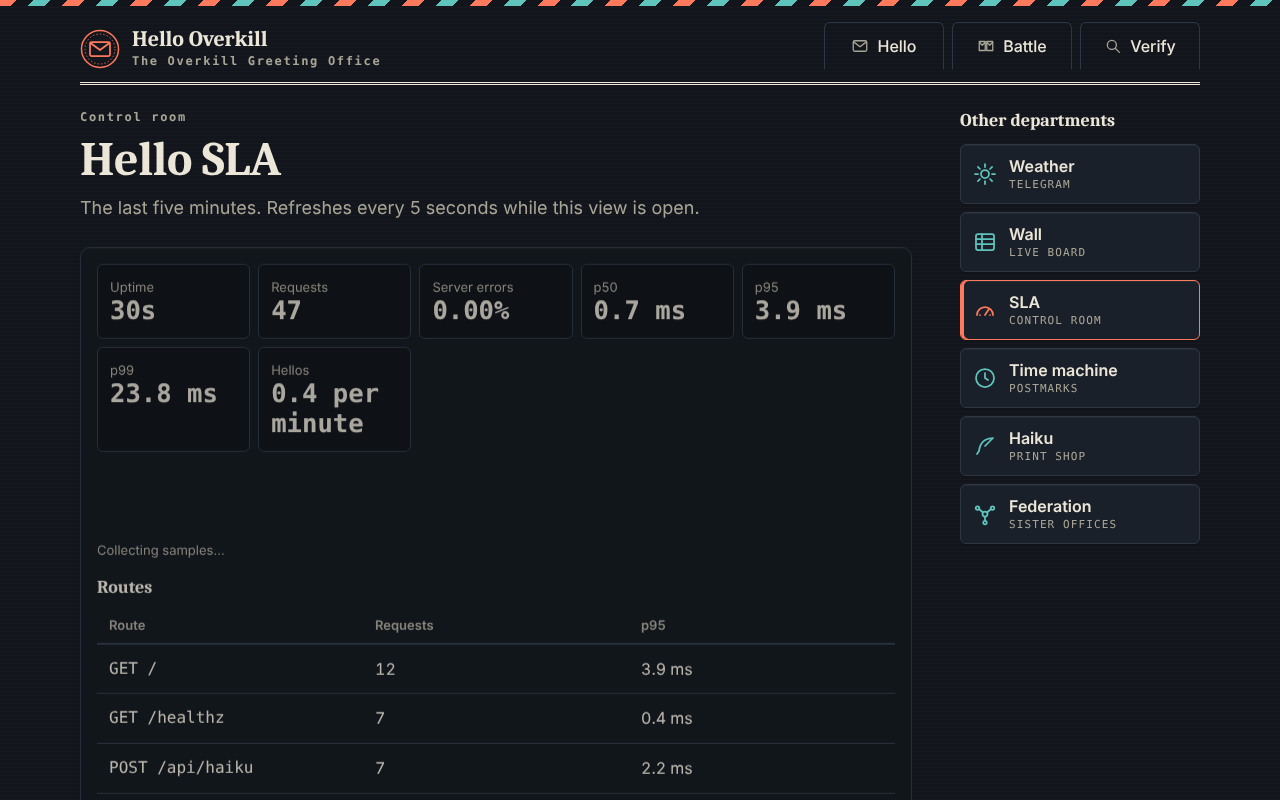 Hello Overkill
The Overkill Greeting Office
Hello
Battle
Verify
Control room
Hello SLA
The last five minutes. Refreshes every 5 seconds while this view is open.
Uptime
30s
Requests
47
Server errors
0.00%
p50
0.7 ms
p95
3.9 ms
p99
23.8 ms
Hellos
0.4 per
minute
Collecting samples...
Routes
Route Requests p95
GET / 12 3.9 ms
GET /healthz 7 0.4 ms
POST /api/haiku 7 2.2 ms
Other departments
Weather
TELEGRAM
Wall
LIVE BOARD
SLA
CONTROL ROOM
Time machine
POSTMARKS
Haiku
PRINT SHOP
Federation
SISTER OFFICES